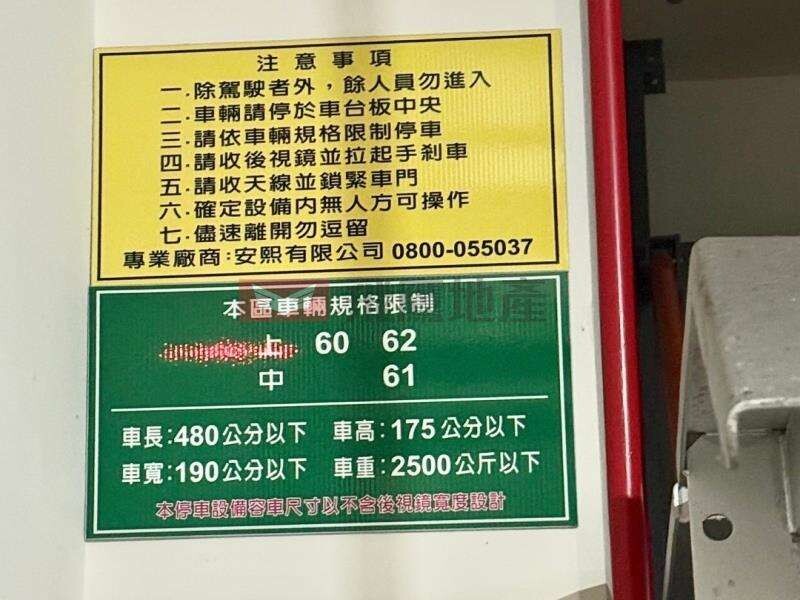 注意事項
一.除駕駛者外，餘人員勿進入
二.車輛請停於車台板中央
三.請依車輛規格限制停車
四.請收後視鏡並拉起手剎車
五.請收天線並鎖緊車門
六.確定設備內無人方可操作
七.儘速離開勿逗留
專業廠商:安熙有限公司 0800-055037
地產
本區車輛規格限制
上 60 62
中 61
車長:480公分以下 車高:175公分以下
車寬:190公分以下 車重:2500公斤以下
本停車設備容車尺寸以不含後視鏡寬度設計